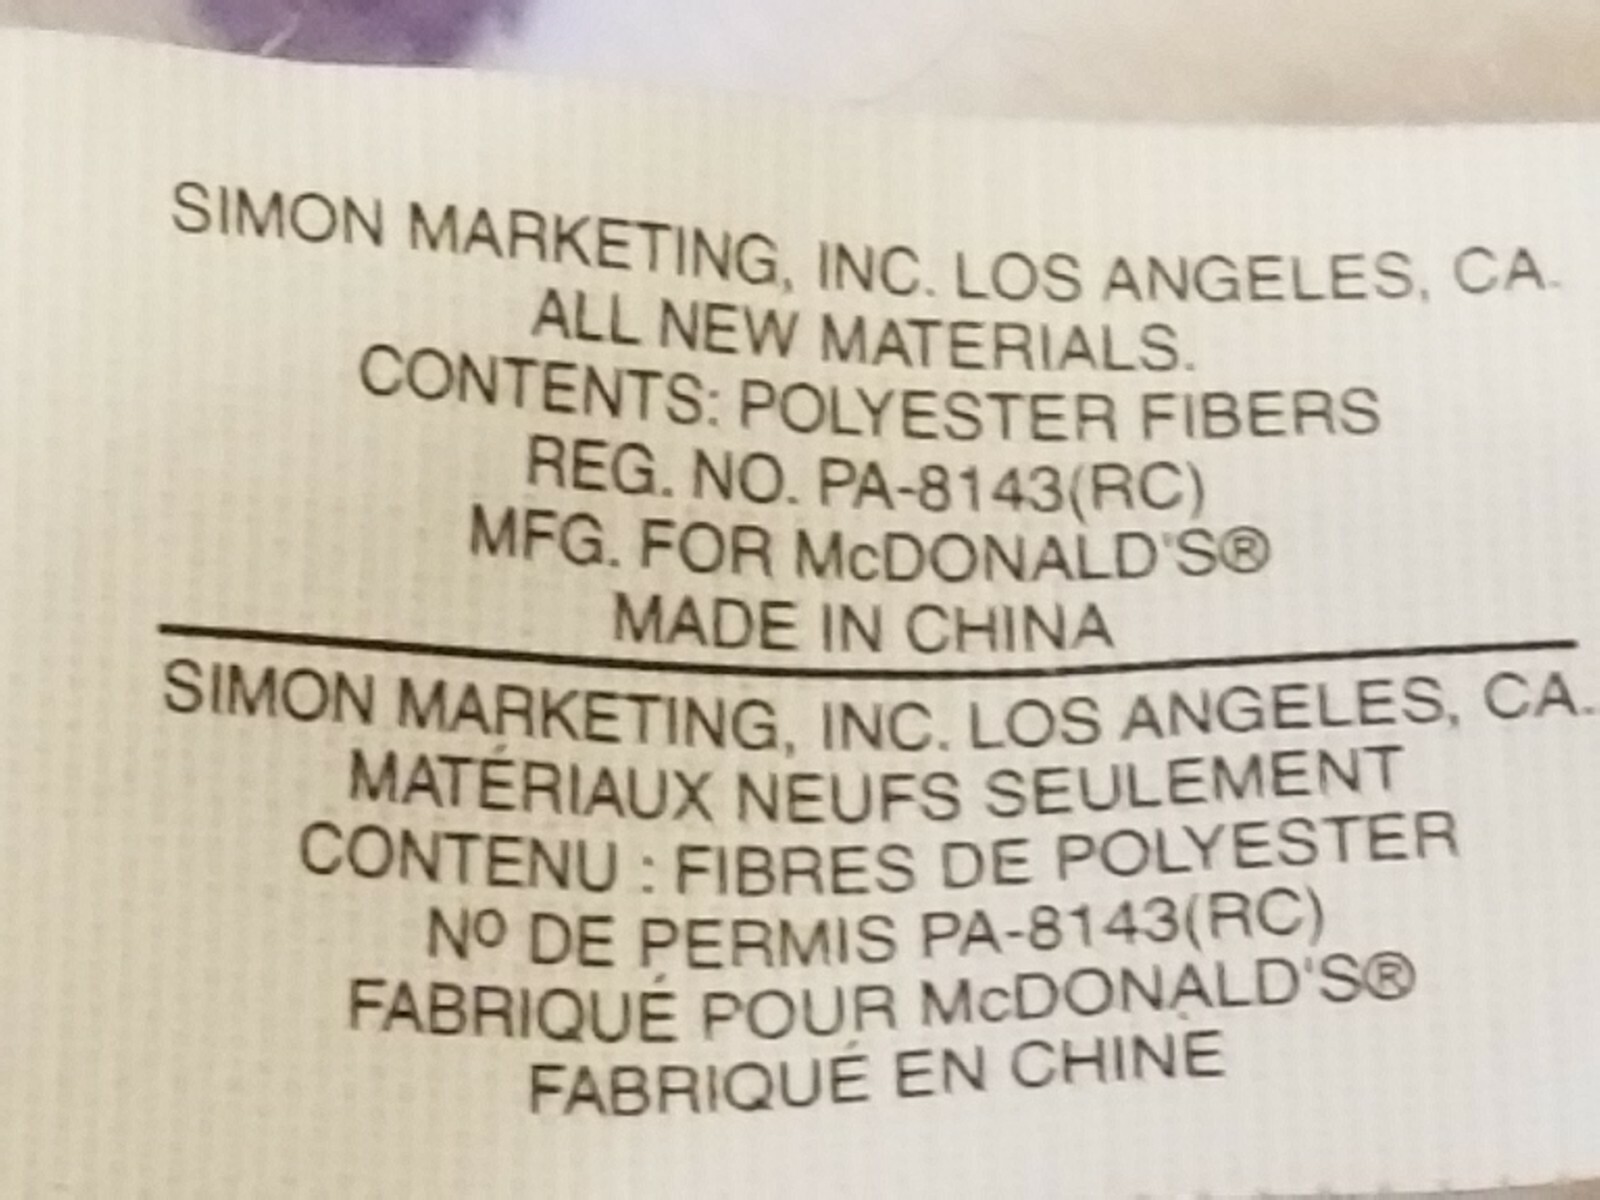 SIMON MARKETING, INC. LOS ANGELES, CA.
ALL NEW MATERIALS.
CONTENTS: POLYESTER FIBERS
REG. NO. PA-8143(RC)
MFG. FOR McDONALD'S®
MADE IN CHINA
SIMON MARKETING, INC. LOS ANGELES, CA.
MATÉRIAUX NEUFS SEULEMENT
CONTENU : FIBRES DE POLYESTER
Nº DE PERMIS PA-8143(RC)
FABRIQUÉ POUR McDONALD'S®
FABRIQUÉ EN CHINE